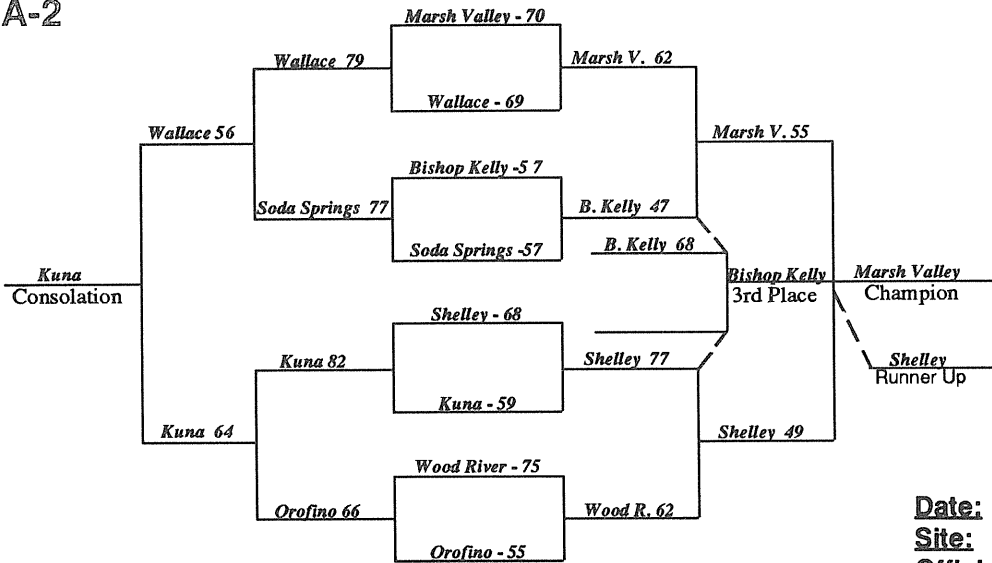 A-2
Marsh Valley - 70
Wallace 79
Marsh V. 62
Wallace - 69
Wallace 56
Marsh V. 55
Bishop Kelly -5 7
Soda Springs 77
B. Kelly 47
Soda Springs -57
B. Kelly 68
Kuna
Consolation
Bishop Kelly
3rd Place
Marsh Valley
Champion
Shelley - 68
Kuna 82
Shelley 77
Shelley
Runner Up
Kuna - 59
Kuna 64
Shelley 49
Wood River - 75
Orofino 66
Wood R. 62
Orofino - 55
Date:
Site: